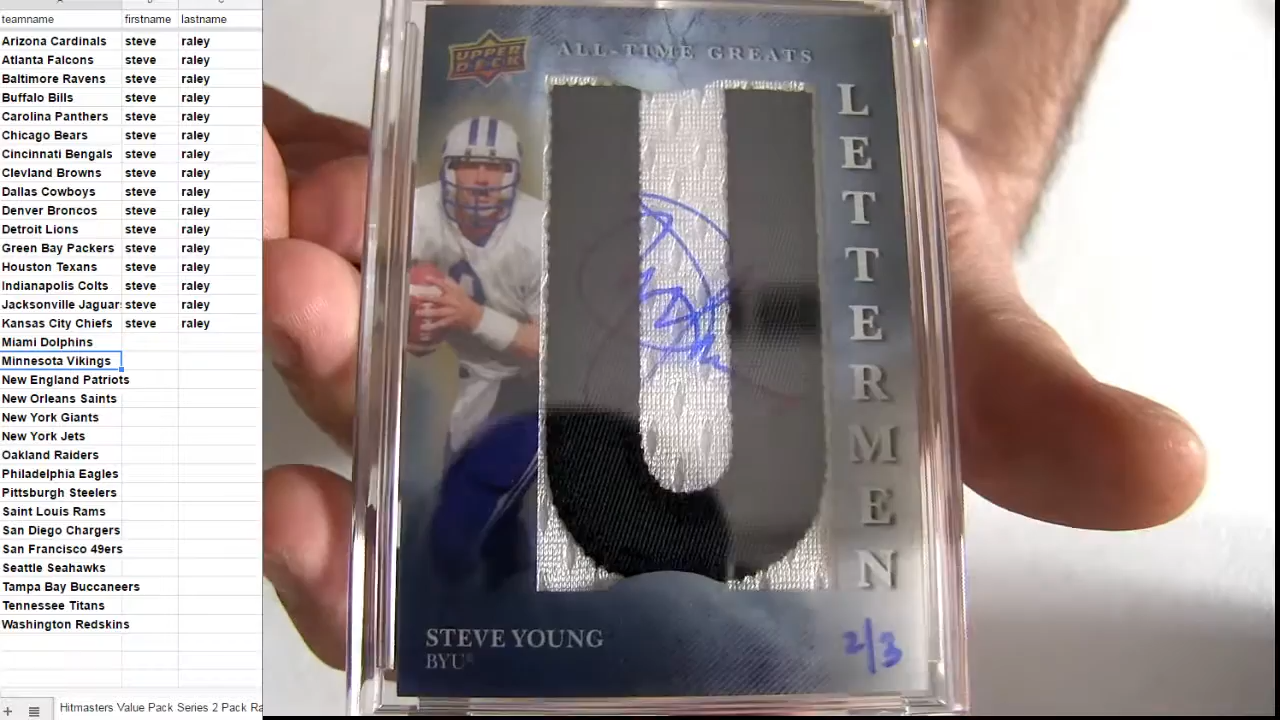 teamname firstname lastname
Arizona Cardinals steve raley
Atlanta Falcons steve raley
Baltimore Ravens steve raley
Buffalo Bills steve raley
Carolina Panthers steve raley
Chicago Bears steve raley
Cincinnati Bengals steve raley
Clevland Browns steve raley
Dallas Cowboys steve raley
Denver Broncos steve raley
Detroit Lions steve raley
Green Bay Packers steve raley
Houston Texans steve raley
Indianapolis Colts steve raley
Jacksonville Jaguar steve raley
Kansas City Chiefs steve raley
Miami Dolphins
Minnesota Vikings
New England Patriots
New Orleans Saints
New York Giants
New York Jets
Oakland Raiders
Philadelphia Eagles
Pittsburgh Steelers
Saint Louis Rams
San Diego Chargers
San Francisco 49ers
Seattle Seahawks
Tampa Bay Buccaneers
Tennessee Titans
Washington Redskins
Hitmasters Value Pack Series 2 Pack Ra
UPPER
DECK
ALL-TIME GREATS
U
LETTERMEN
STEVE YOUNG
BYU
2/3